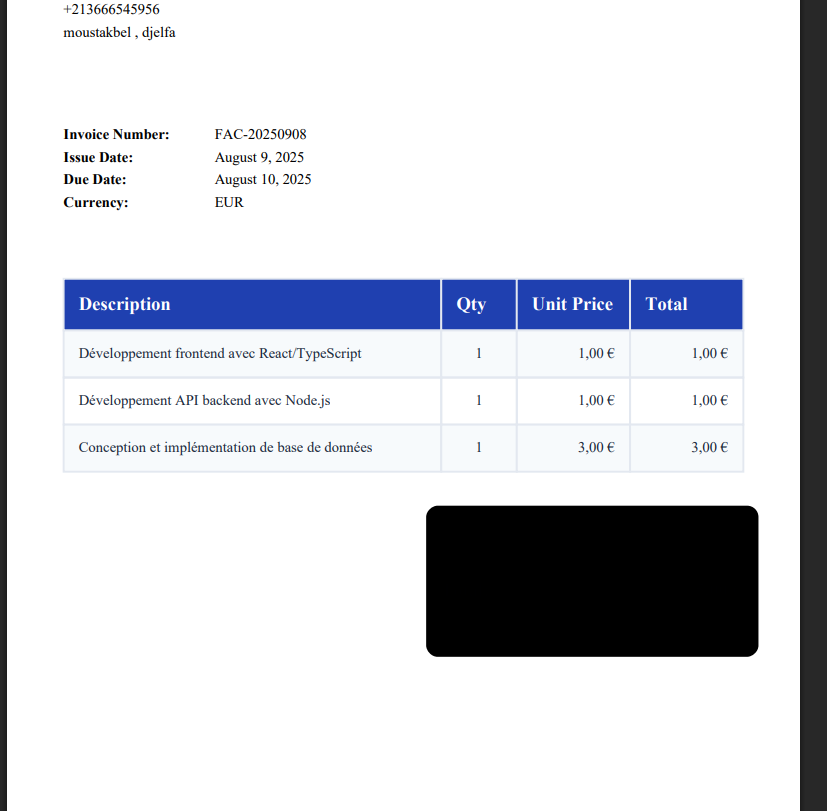 +213666545956
moustakbel , djelfa
Invoice Number: FAC-20250908
Issue Date: August 9, 2025
Due Date: August 10, 2025
Currency: EUR
Description Qty Unit Price Total
Développement frontend avec React/TypeScript 1 1,00 € 1,00 €
Développement API backend avec Node.js 1 1,00 € 1,00 €
Conception et implémentation de base de données 1 3,00 € 3,00 €